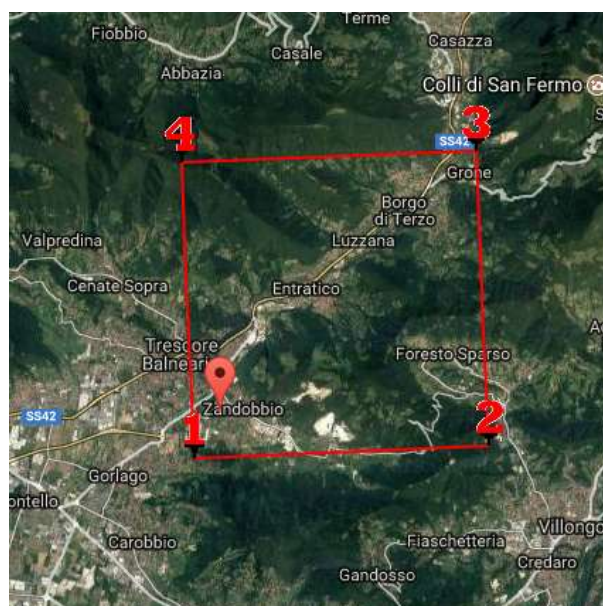 Terme
Fiobbio
Casazza
Casale
Abbazia
Colli di San Fermo
4
3
SS42
Grone
Borgo
di Terzo
Valpredina
Luzzana
Cenate Sopra
Entratico
Trescore
Balneari
Foresto Sparso
Zandobbio
SS42
1
2
Gorlago
ontello
Carobbio
Fiaschetteria
Villongo
Credaro
Gandosso